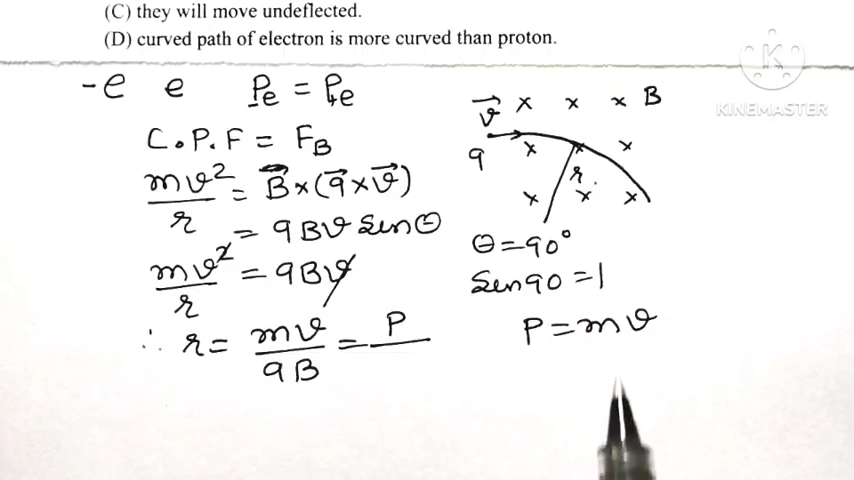 (C) they will move undeflected.
(D) curved path of electron is more curved than proton.
K
KINEMASTER
-e e Pe = Pe
C.P.F = F_B
mv²/r = B×(q×v)
= qBv Sinθ
mv²/r = qBv
∴ r = mv/qB = P
v × × × B
q × × ×
r
× × ×
θ = 90°
Sin90 = 1
P = mv